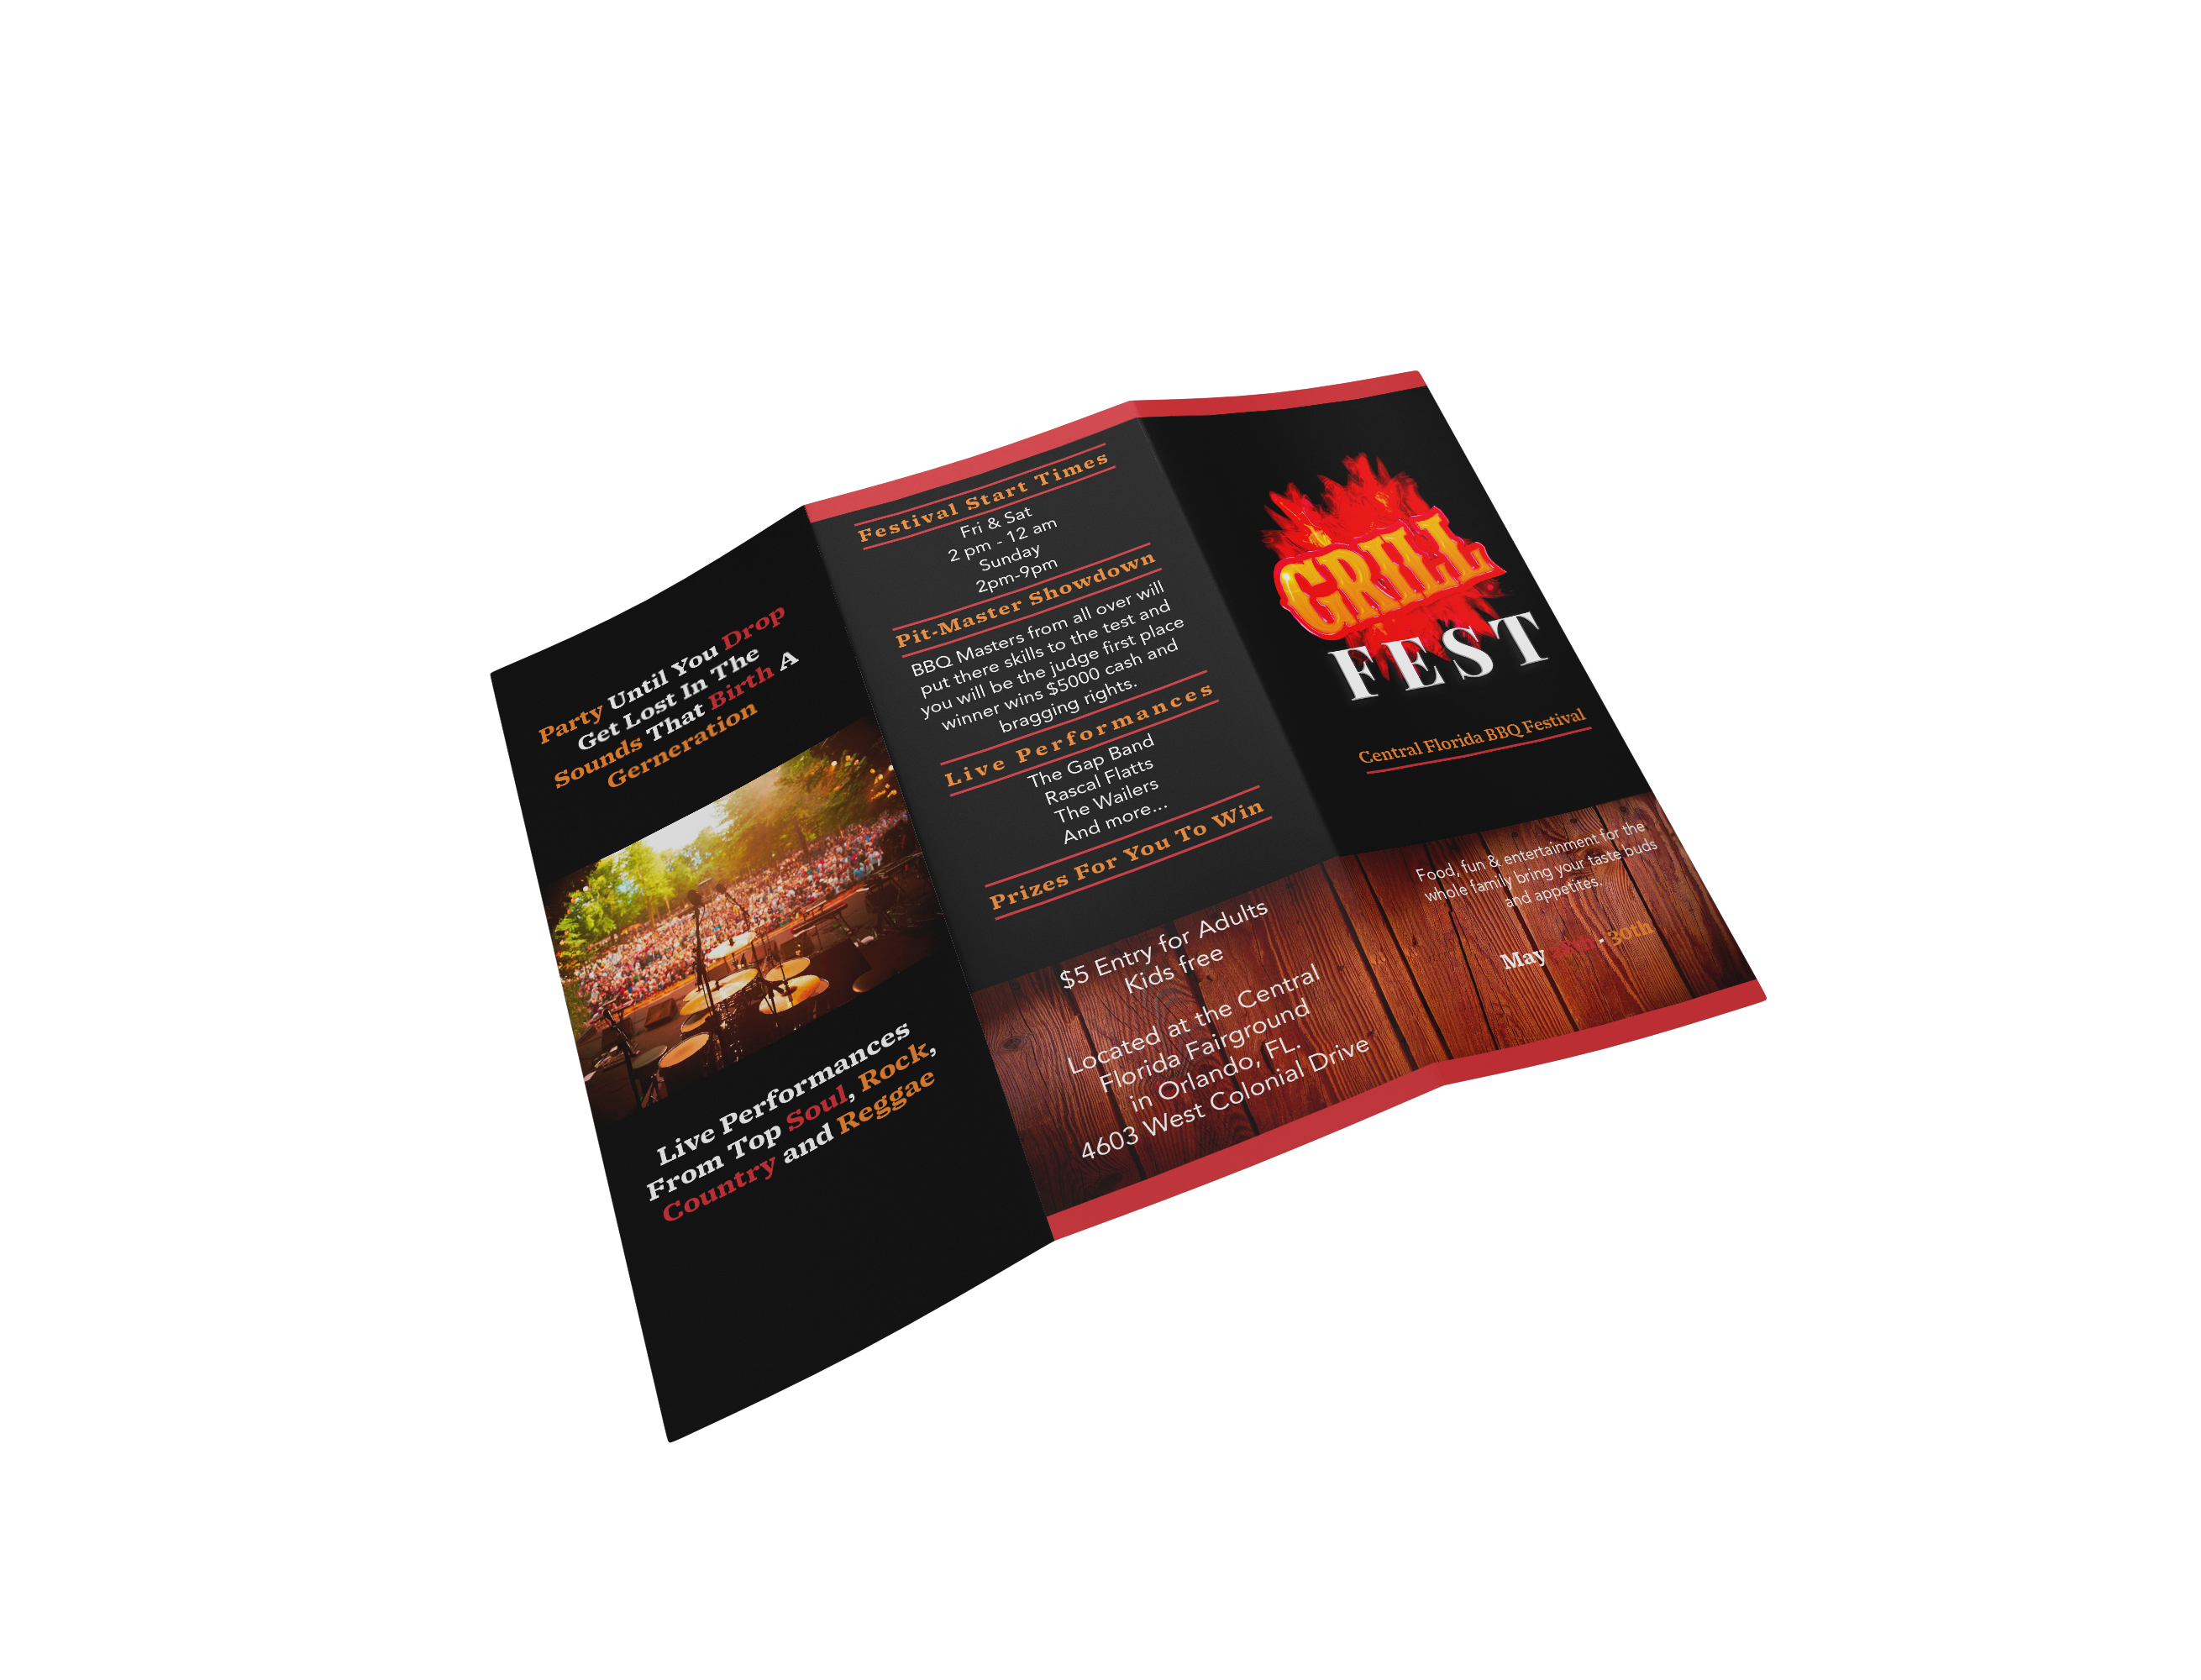 Party Until You Drop
Get Lost In The
Sounds That Birth A
Gerneration
Live Performances
From Top Soul, Rock,
Country and Reggae
Festival Start Times
Fri & Sat
2 pm - 12 am
Sunday
2pm-9pm
Pit-Master Showdown
BBQ Masters from all over will
put there skills to the test and
you will be the judge first place
winner wins $5000 cash and
bragging rights.
Live Performances
The Gap Band
Rascal Flatts
The Wailers
And more...
Prizes For You To Win
$5 Entry for Adults
Kids free
Located at the Central
Florida Fairground
in Orlando, FL.
4603 West Colonial Drive
GRILL
FEST
Central Florida BBQ Festival
Food, fun & entertainment for the
whole family bring your taste buds
and appetites.
May - 30th